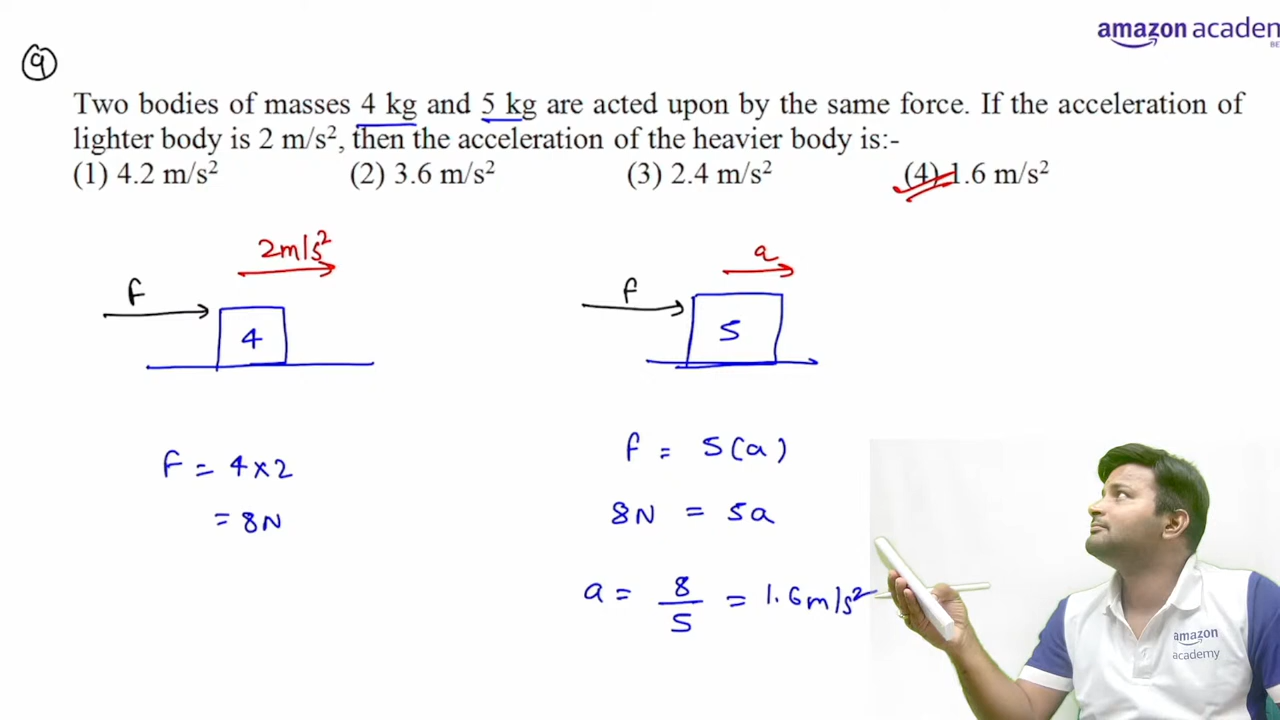 amazon academ
BE
9
Two bodies of masses 4 kg and 5 kg are acted upon by the same force. If the acceleration of
lighter body is 2 m/s², then the acceleration of the heavier body is:-
(1) 4.2 m/s² (2) 3.6 m/s² (3) 2.4 m/s² (4) 1.6 m/s²
2m/s² a
F F
4 5
F = 4×2 F = 5(a)
= 8N 8N = 5a
a = 8/5 = 1.6m/s²
amazon
academy